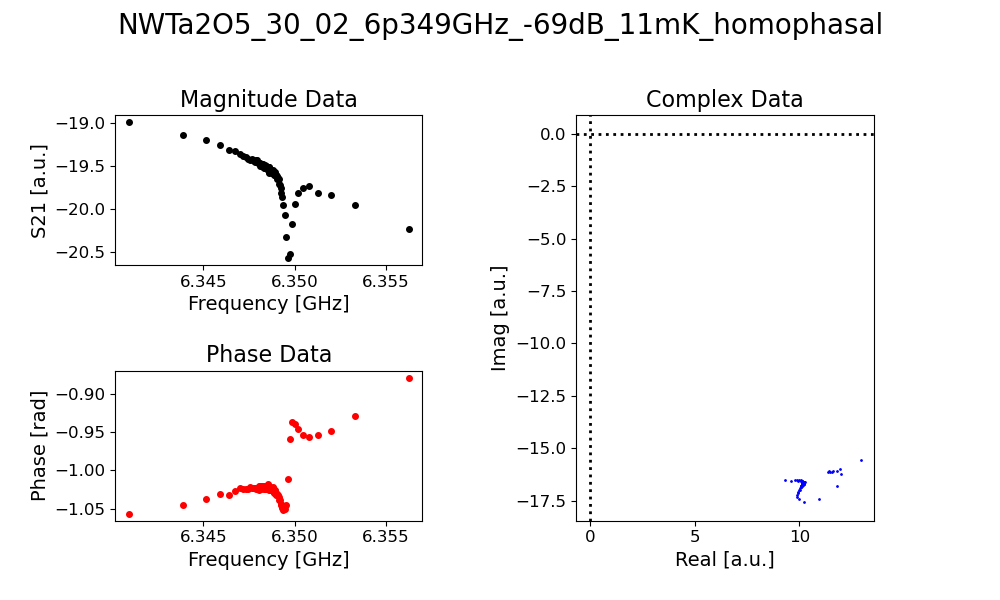 NWTa2O5_30_02_6p349GHz_-69dB_11mK_homophasal
Magnitude Data
S21 [a.u.]
−19.0
−19.5
−20.0
−20.5
6.345 6.350 6.355
Frequency [GHz]
Phase Data
Phase [rad]
−0.90
−0.95
−1.00
−1.05
6.345 6.350 6.355
Frequency [GHz]
Complex Data
Imag [a.u.]
0.0
−2.5
−5.0
−7.5
−10.0
−12.5
−15.0
−17.5
0 5 10
Real [a.u.]